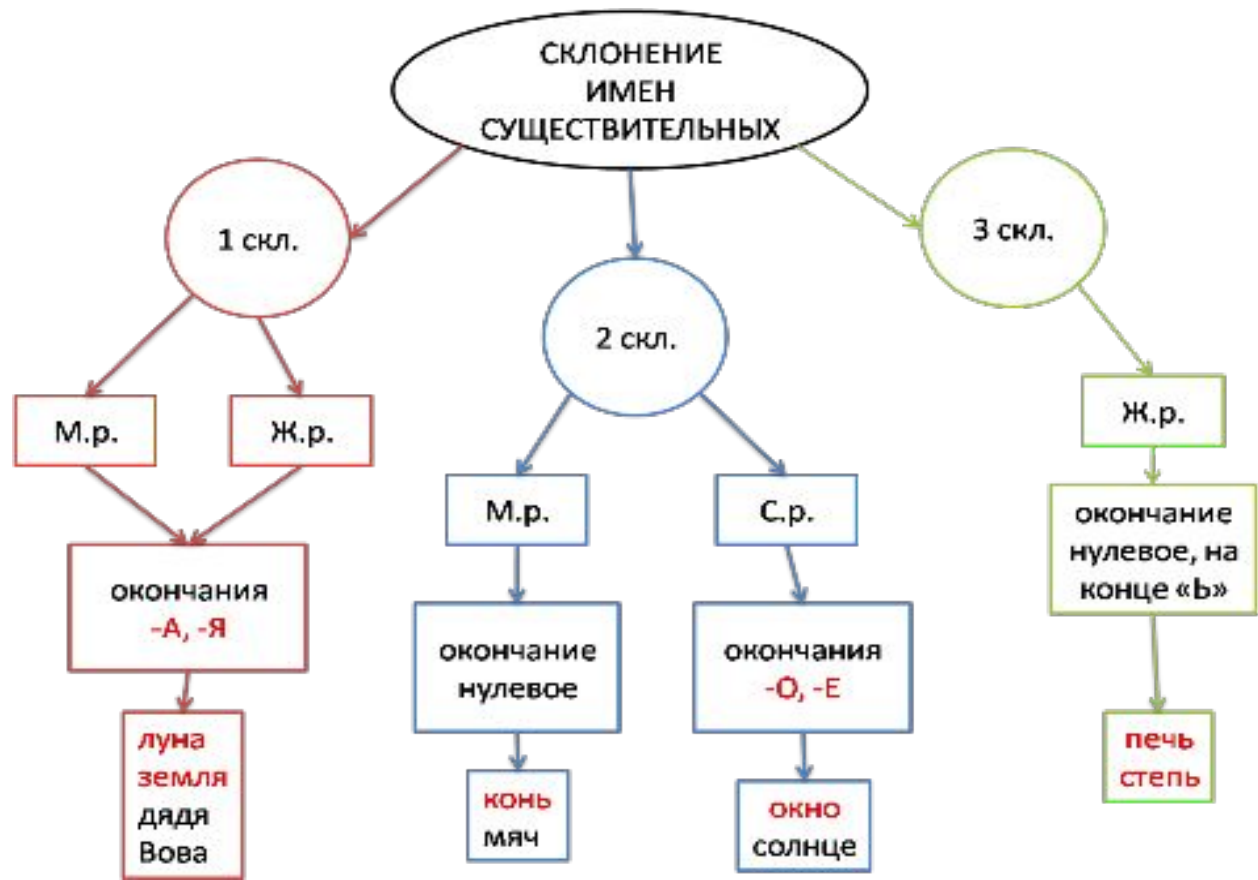 СКЛОНЕНИЕ
ИМЕН
СУЩЕСТВИТЕЛЬНЫХ
1 скл.
М.р.
Ж.р.
окончания
-А, -Я
луна
земля
дядя
Вова
2 скл.
М.р.
окончание
нулевое
конь
мяч
С.р.
окончания
-О, -Е
окно
солнце
3 скл.
Ж.р.
окончание
нулевое, на
конце «Ь»
печь
степь